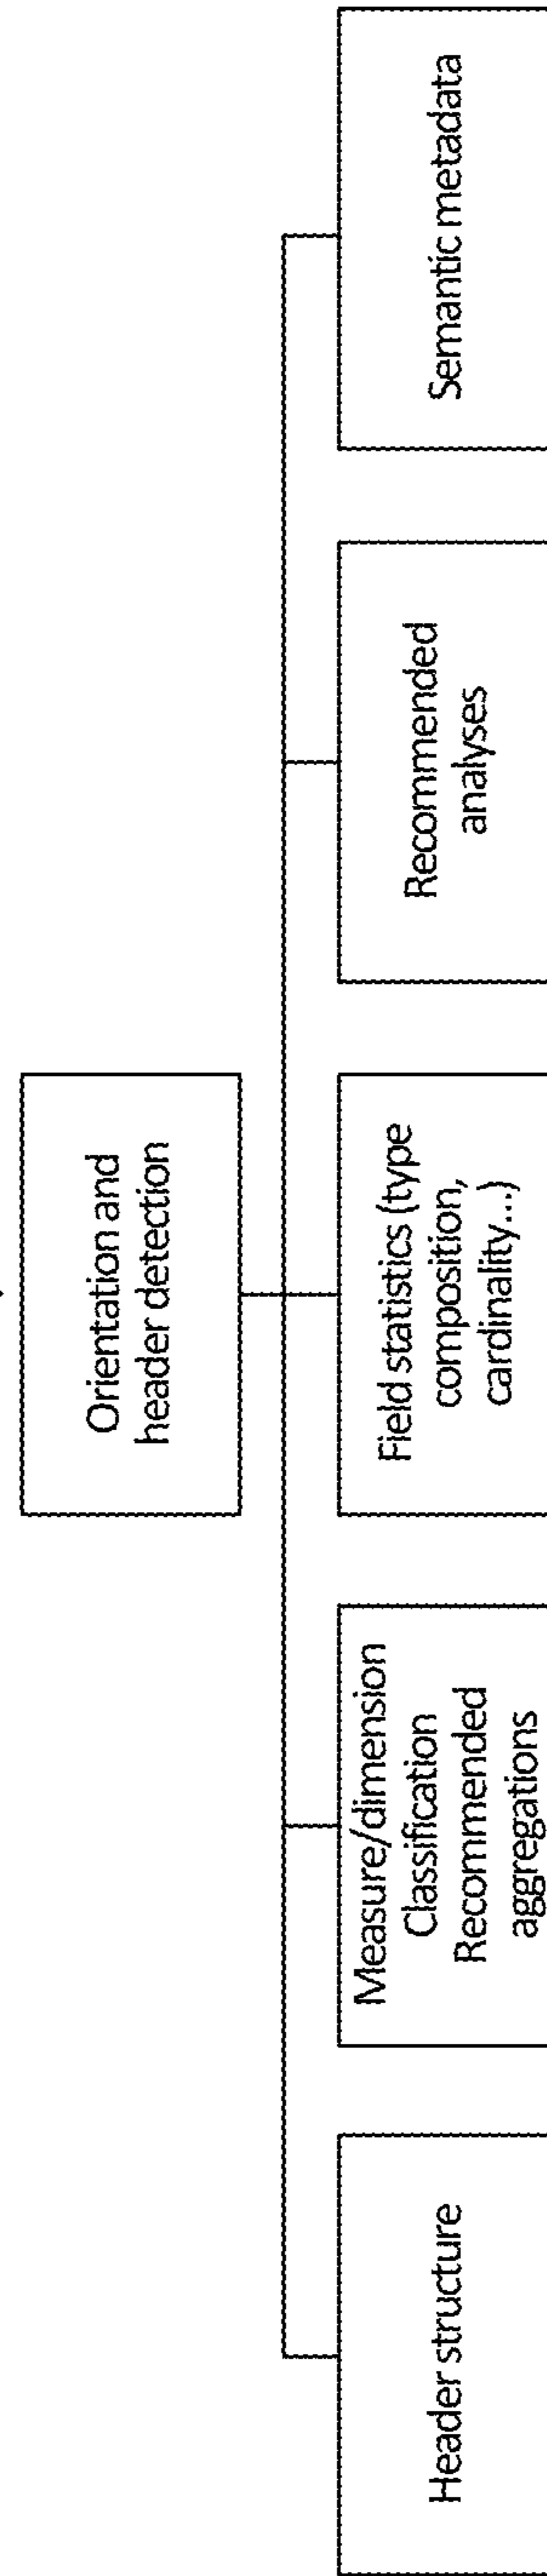 Orientation and
header detection
Header structure
Measure/dimension
Classification
Recommended
aggregations
Field statistics (type
composition,
cardinality...)
Recommended
analyses
Semantic metadata